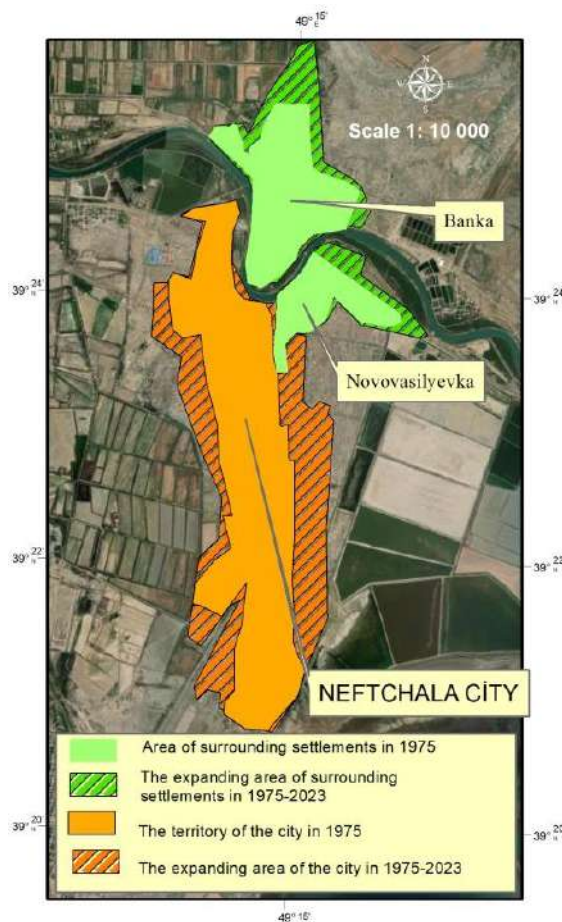 49° 15'
N
W E
S
Scale 1: 10 000
Banka
39° 24'
39° 24'
Novovasilyevka
39° 22'
39° 22'
NEFTCHALA CİTY
Area of surrounding settlements in 1975
The expanding area of surrounding
settlements in 1975-2023
The territory of the city in 1975
The expanding area of the city in 1975-2023
39° 20'
39° 20'
49° 15'